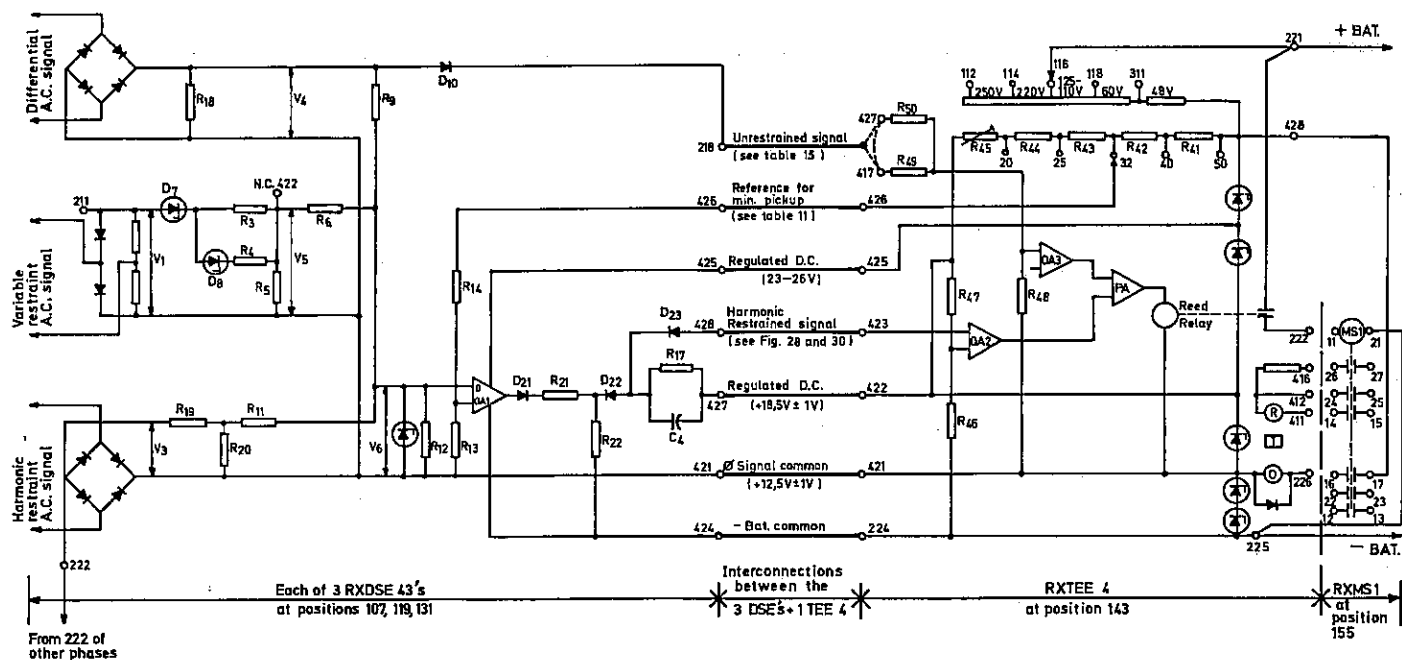 Differential
A.C. signal
R18
V4
R9
D10
218
Unrestrained signal
(see table 15)
427
417
R50
R49
112
114
116
118
311
250V
220V
125-
110V
60V
48V
221
+ BAT.
R45
R44
R43
R42
R41
20
25
32
40
50
428
Variable
restraint
A.C. signal
211
V1
D7
N.C. 422
R3
R6
R4
D8
R5
V5
426
Reference for
min. pickup
(see table 11)
426
425
Regulated D.C.
(23-26V)
425
R14
D23
428
Harmonic
Restrained signal
(see Fig. 28 and 30)
423
R47
R48
OA3
OA2
PA
Reed
Relay
222
11
MS1
21
416
26
27
412
24
25
R
411
14
15
Harmonic
restraint
A.C. signal
R19
R11
V3
R20
V6
R12
R13
OA1
D21
R21
D22
R22
R17
C4
427
Regulated D.C.
(+18,5V ± 1V)
422
R46
421
Ø Signal common
(+12,5V±1V)
421
O
226
16
17
22
23
12
13
424
- Bat. common
224
225
- BAT.
222
Each of 3 RXDSE 43's
at positions 107, 119, 131
Interconnections
between the
3 DSE's + 1 TEE 4
RXTEE 4
at position 143
RXMS1
at
position
155
From 222 of
other phases